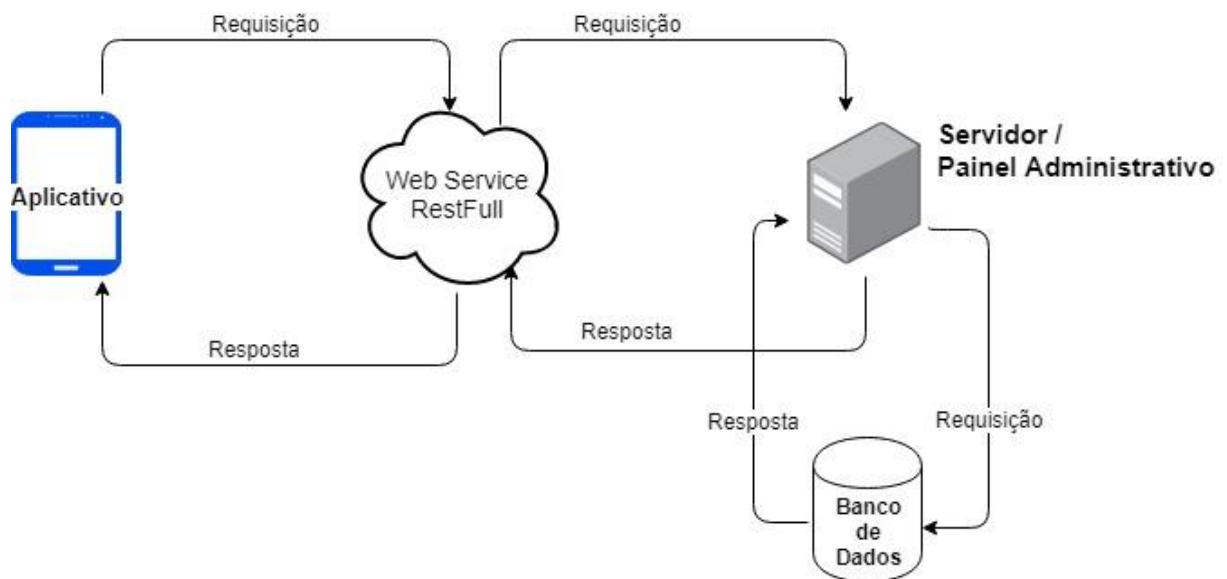 Requisição
Requisição
Aplicativo
Web Service
RestFull
Servidor /
Painel Administrativo
Resposta
Resposta
Resposta
Requisição
Banco
de
Dados